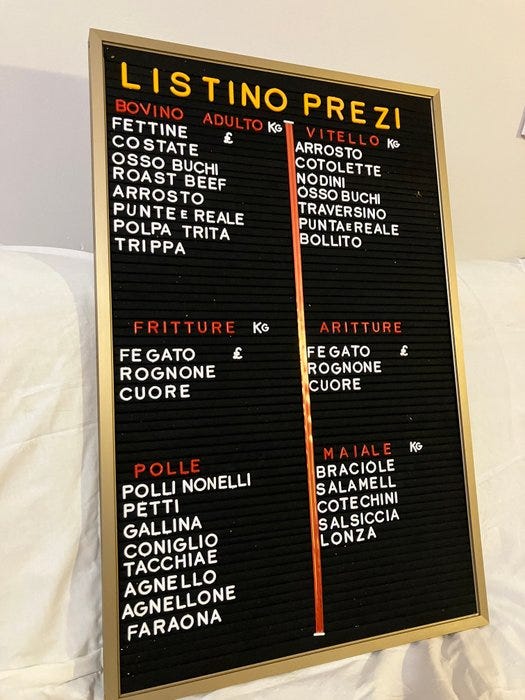 LISTINO PREZI
BOVINO ADULTO KG
FETTINE £
COSTATE
OSSO BUCHI
ROAST BEEF
ARROSTO
PUNTE E REALE
POLPA TRITA
TRIPPA
VITELLO KG
ARROSTO
COTOLETTE
NODINI
OSSO BUCHI
TRAVERSINO
PUNTA E REALE
BOLLITO
FRITTURE KG
FEGATO £
ROGNONE
CUORE
ARITTURE
FEGATO £
ROGNONE
CUORE
POLLE
POLLI NONELLI
PETTI
GALLINA
CONIGLIO
TACCHIAE
AGNELLO
AGNELLONE
FARAONA
MAIALE KG
BRACIOLE
SALAMELL
COTECHINI
SALSICCIA
LONZA